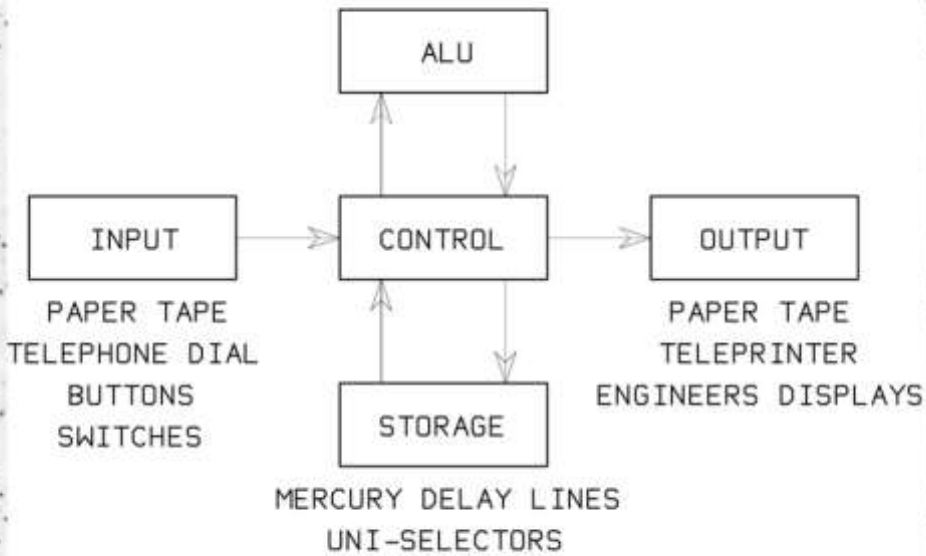 ALU
INPUT
CONTROL
OUTPUT
PAPER TAPE
TELEPHONE DIAL
BUTTONS
SWITCHES
PAPER TAPE
TELEPRINTER
ENGINEERS DISPLAYS
STORAGE
MERCURY DELAY LINES
UNI-SELECTORS